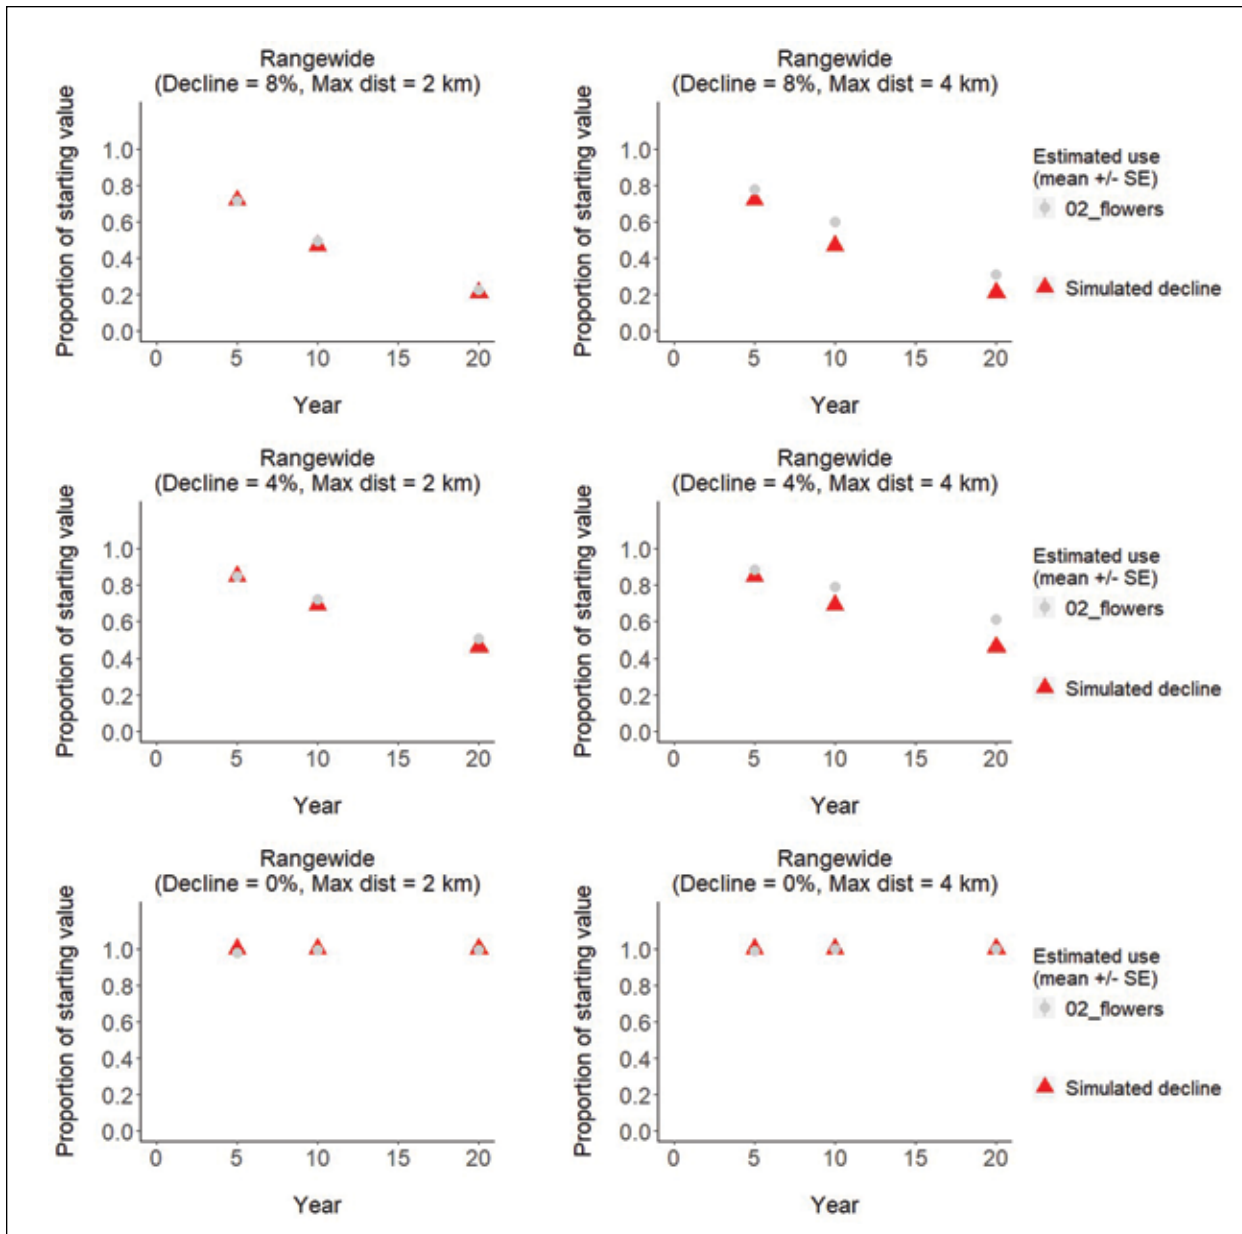 Rangewide
(Decline = 8%, Max dist = 2 km)
Proportion of starting value
1.0
0.8
0.6
0.4
0.2
0.0
0 5 10 15 20
Year
Rangewide
(Decline = 8%, Max dist = 4 km)
Proportion of starting value
1.0
0.8
0.6
0.4
0.2
0.0
0 5 10 15 20
Year
Estimated use
(mean +/- SE)
02_flowers
Simulated decline
Rangewide
(Decline = 4%, Max dist = 2 km)
Proportion of starting value
1.0
0.8
0.6
0.4
0.2
0.0
0 5 10 15 20
Year
Rangewide
(Decline = 4%, Max dist = 4 km)
Proportion of starting value
1.0
0.8
0.6
0.4
0.2
0.0
0 5 10 15 20
Year
Estimated use
(mean +/- SE)
02_flowers
Simulated decline
Rangewide
(Decline = 0%, Max dist = 2 km)
Proportion of starting value
1.0
0.8
0.6
0.4
0.2
0.0
0 5 10 15 20
Year
Rangewide
(Decline = 0%, Max dist = 4 km)
Proportion of starting value
1.0
0.8
0.6
0.4
0.2
0.0
0 5 10 15 20
Year
Estimated use
(mean +/- SE)
02_flowers
Simulated decline